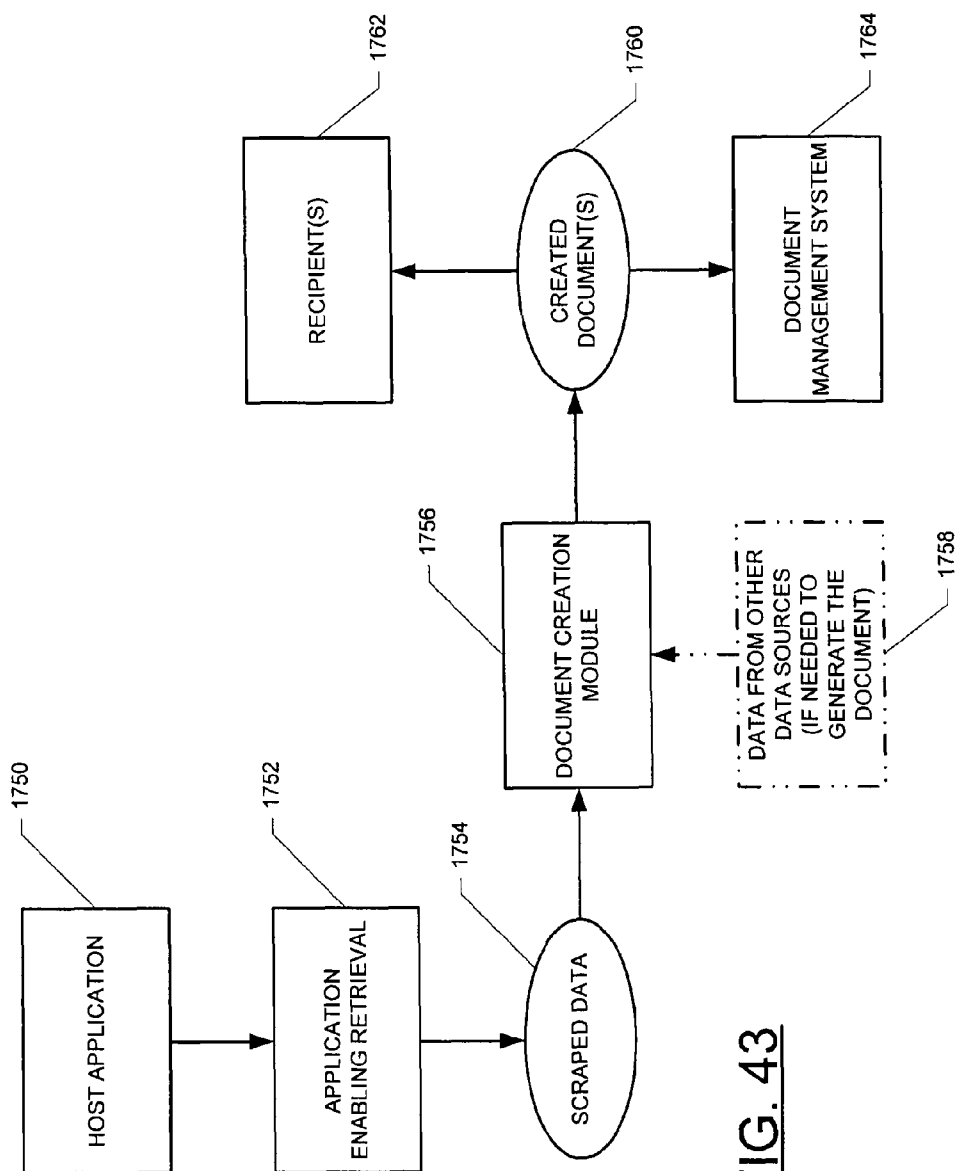 1750
HOST APPLICATION
1752
APPLICATION
ENABLING RETRIEVAL
1754
SCRAPED DATA
1756
DOCUMENT CREATION
MODULE
DATA FROM OTHER
DATA SOURCES
(IF NEEDED TO
GENERATE THE
DOCUMENT)
1758
1762
RECIPIENT(S)
1760
CREATED
DOCUMENT(S)
1764
DOCUMENT
MANAGEMENT SYSTEM
IG. 43